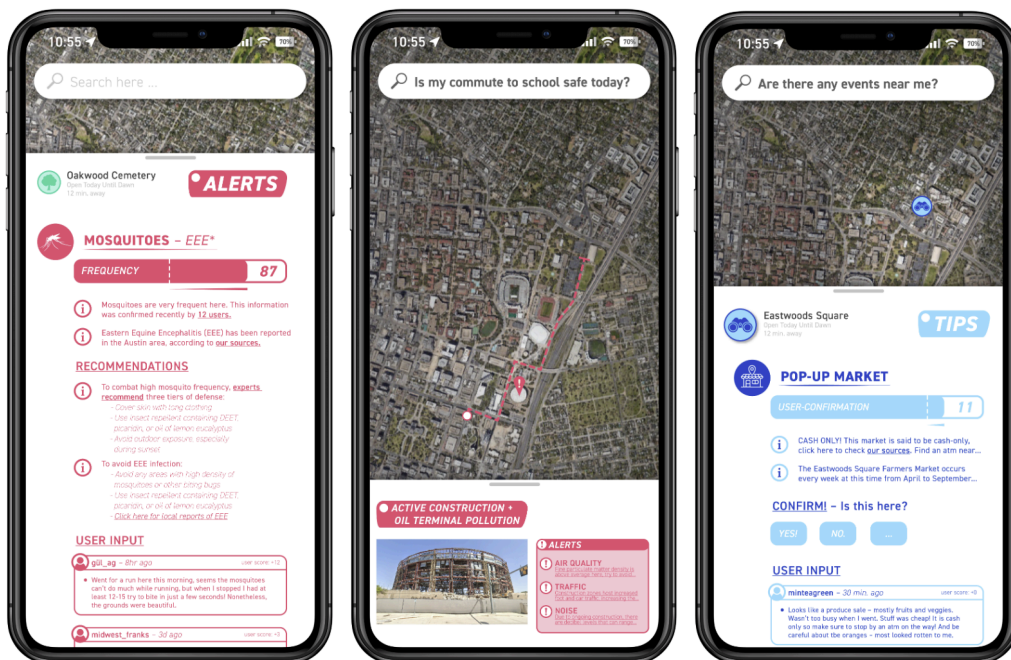 10:55
70%
Search here ...
Oakwood Cemetery
Open Today Until Dawn
12 min. away
ALERTS
MOSQUITOES – EEE*
FREQUENCY
87
Mosquitoes are very frequent here. This information
was confirmed recently by 12 users.
Eastern Equine Encephalitis (EEE) has been reported
in the Austin area, according to our sources.
RECOMMENDATIONS
To combat high mosquito frequency, experts
recommend three tiers of defense:
- Cover skin with long clothing
- Use insect repellent containing DEET,
picaridin, or oil of lemon eucalyptus
- Avoid outdoor exposure, especially
during sunset
To avoid EEE infection:
- Avoid any areas with high density of
mosquitoes or other biting bugs
- Use insect repellent containing DEET,
picaridin, or oil of lemon eucalyptus
- Click here for local reports of EEE
USER INPUT
gül_ag – 8hr ago
user score: +12
Went for a run here this morning, seems the mosquitoes
can't do much while running, but when I stopped I had at
least 12-15 try to bite in just a few seconds! Nonetheless,
the grounds were beautiful.
midwest_franks – 3d ago
user score: +3
10:55
70%
Is my commute to school safe today?
ACTIVE CONSTRUCTION +
OIL TERMINAL POLLUTION
ALERTS
AIR QUALITY
Fine particulate matter density is
above average here, try to avoid...
TRAFFIC
NOISE
10:55
70%
Are there any events near me?
Eastwoods Square
Open Today Until Dawn
12 min. away
TIPS
POP-UP MARKET
USER-CONFIRMATION
11
CASH ONLY! This market is said to be cash-only,
click here to check our sources. Find an atm near...
The Eastwoods Square Farmers Market occurs
every week at this time from April to September...
CONFIRM! – Is this here?
YES!
NO.
...
USER INPUT
minteagreen – 30 min. ago
user score: +9
Looks like a produce sale – mostly fruits and veggies.
Wasn't too busy when I went. Stuff was cheap! It is cash
only so make sure to stop by an atm on the way! And be
careful about tbe oranges – most looked rotten to me.